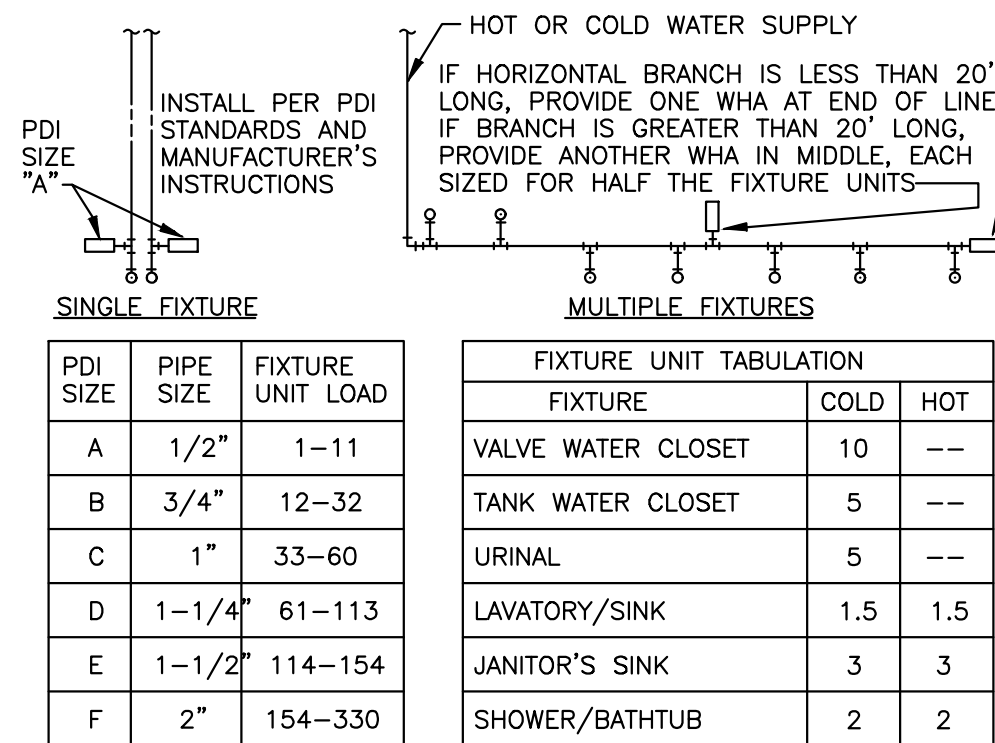 HOT OR COLD WATER SUPPLY
PDI
SIZE
"A"
INSTALL PER PDI
STANDARDS AND
MANUFACTURER'S
INSTRUCTIONS
IF HORIZONTAL BRANCH IS LESS THAN 20'
LONG, PROVIDE ONE WHA AT END OF LINE
IF BRANCH IS GREATER THAN 20' LONG,
PROVIDE ANOTHER WHA IN MIDDLE, EACH
SIZED FOR HALF THE FIXTURE UNITS
SINGLE FIXTURE
MULTIPLE FIXTURES
PDI SIZE PIPE SIZE FIXTURE UNIT LOAD
A 1/2" 1-11
B 3/4" 12-32
C 1" 33-60
D 1-1/4" 61-113
E 1-1/2" 114-154
F 2" 154-330
FIXTURE UNIT TABULATION
FIXTURE COLD HOT
VALVE WATER CLOSET 10 --
TANK WATER CLOSET 5 --
URINAL 5 --
LAVATORY/SINK 1.5 1.5
JANITOR'S SINK 3 3
SHOWER/BATHTUB 2 2